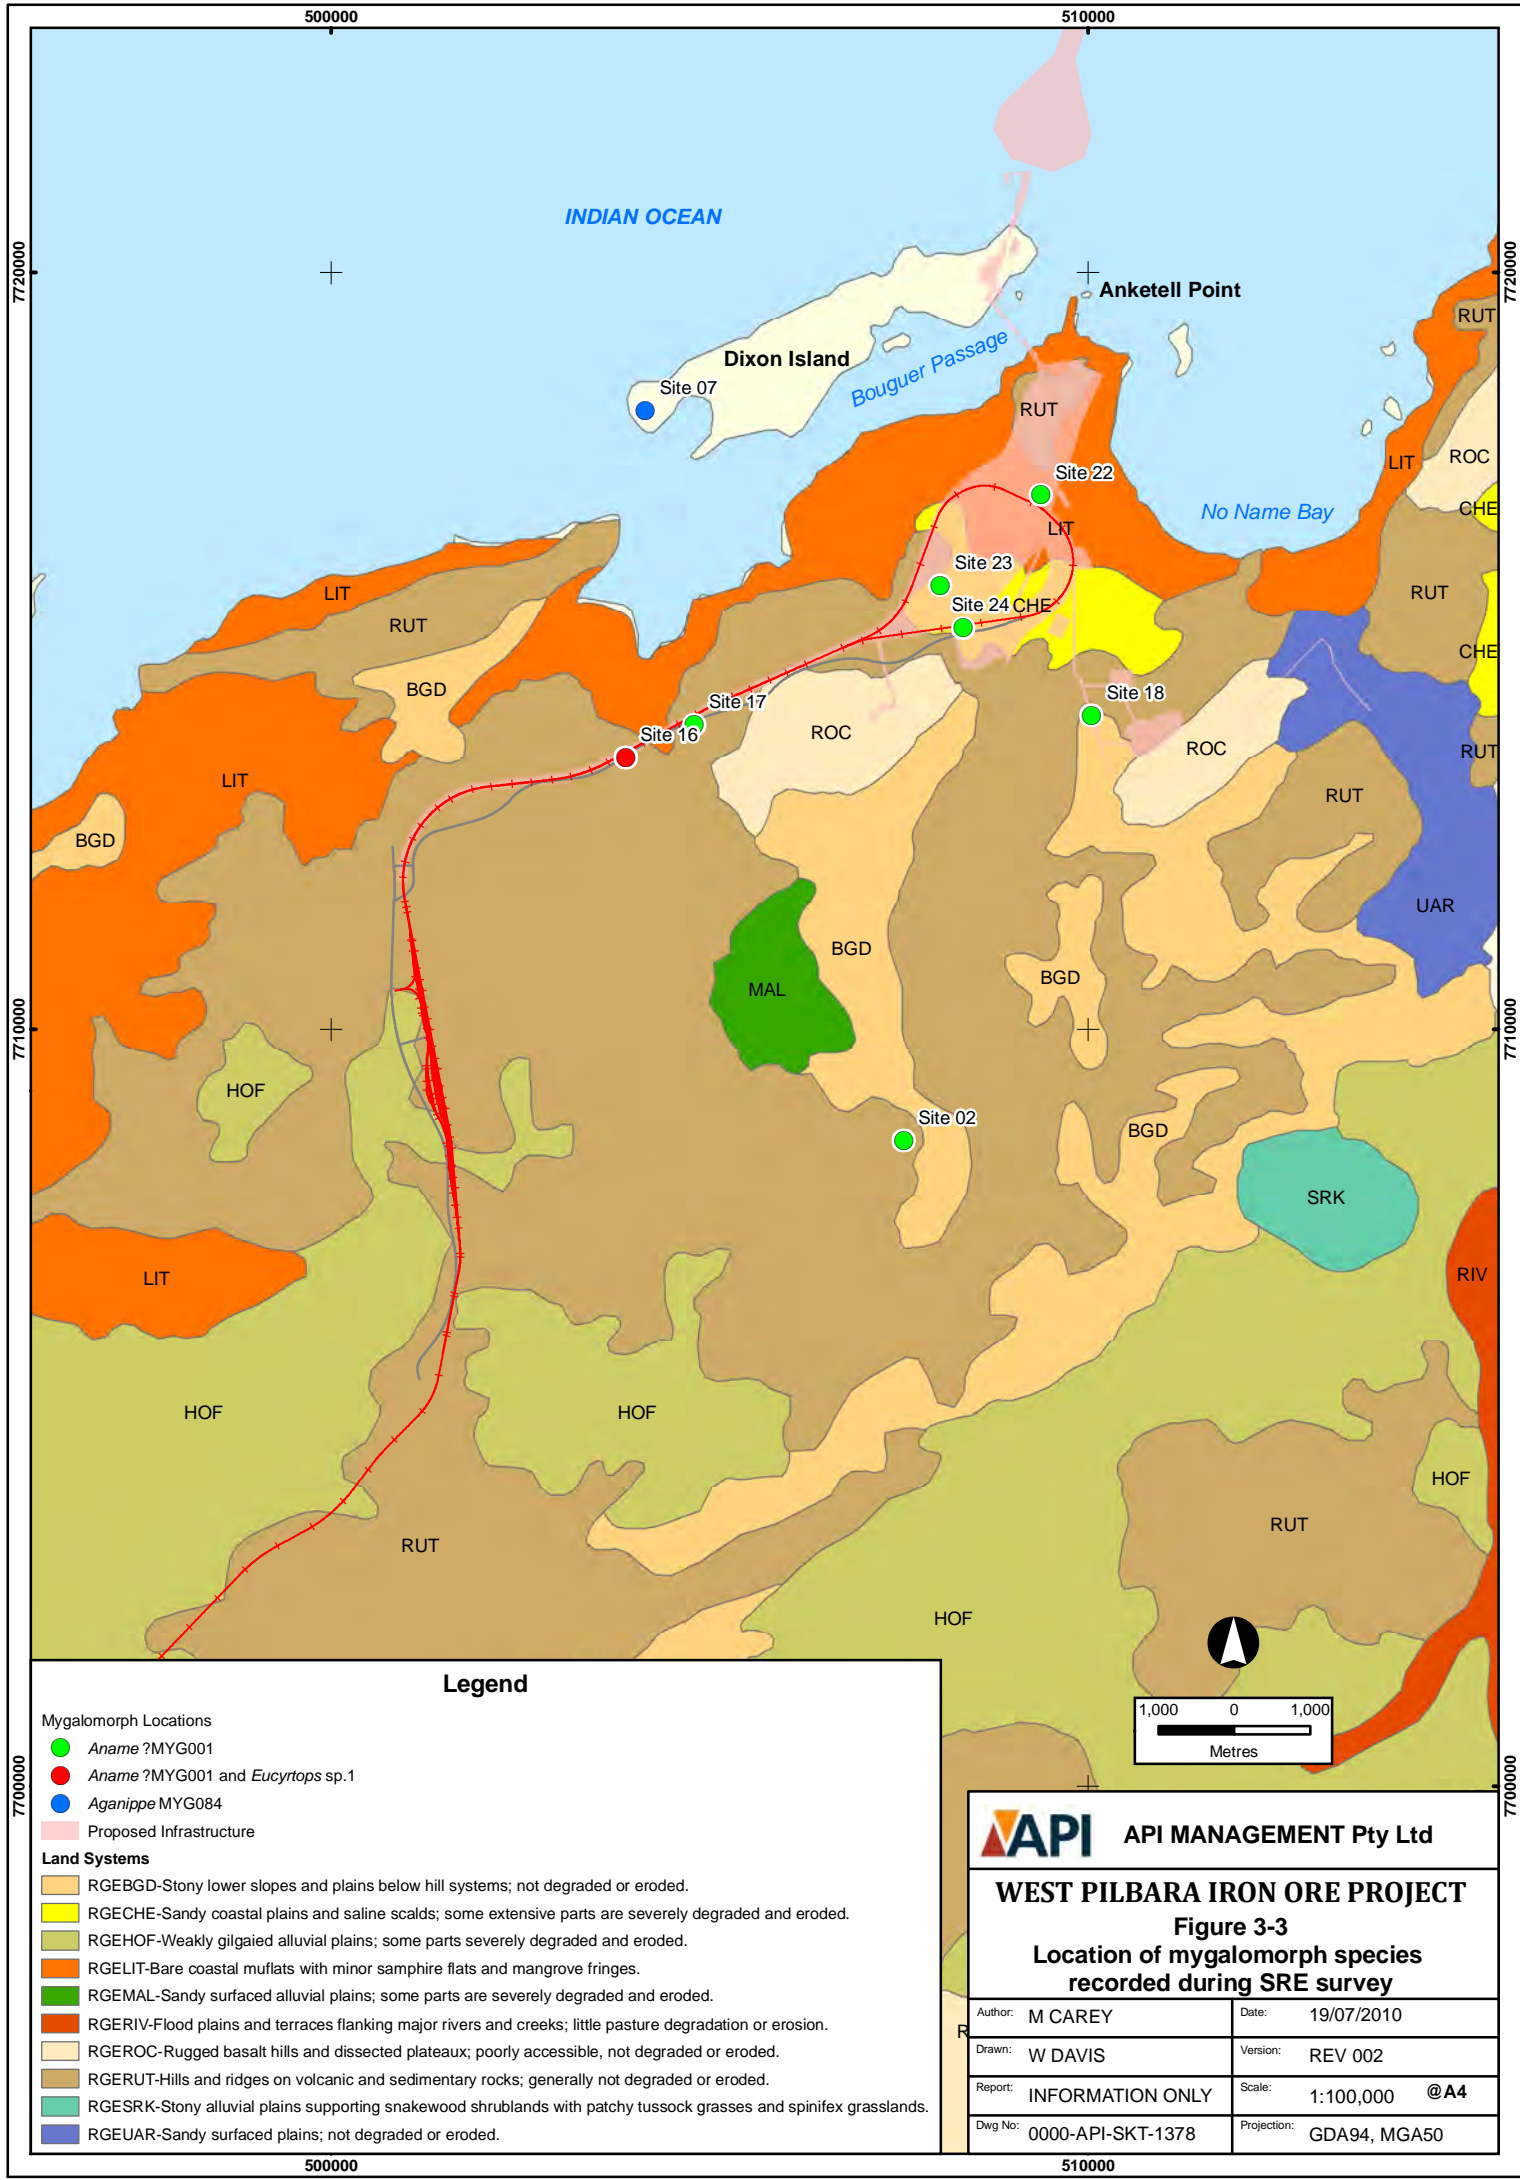 500000
510000
INDIAN OCEAN
7720000
7720000
Anketell Point
RUT
Dixon Island
Bouguer Passage
Site 07
RUT
ROC
LIT
Site 22
No Name Bay
CHE
LIT
Site 23
LIT
RUT
Site 24
CHE
RUT
CHE
BGD
Site 18
Site 17
ROC
Site 16
ROC
RUT
LIT
RUT
BGD
UAR
BGD
BGD
MAL
7710000
7710000
HOF
Site 02
BGD
SRK
LIT
RIV
HOF
HOF
HOF
RUT
RUT
HOF
Legend
Mygalomorph Locations
Aname ?MYG001
Aname ?MYG001 and Eucyrtops sp.1
Aganippe MYG084
Proposed Infrastructure
Land Systems
RGEBGD-Stony lower slopes and plains below hill systems; not degraded or eroded.
RGECHE-Sandy coastal plains and saline scalds; some extensive parts are severely degraded and eroded.
RGEHOF-Weakly gilgaied alluvial plains; some parts severely degraded and eroded.
RGELIT-Bare coastal muflats with minor samphire flats and mangrove fringes.
RGEMAL-Sandy surfaced alluvial plains; some parts are severely degraded and eroded.
RGERIV-Flood plains and terraces flanking major rivers and creeks; little pasture degradation or erosion.
RGEROC-Rugged basalt hills and dissected plateaux; poorly accessible, not degraded or eroded.
RGERUT-Hills and ridges on volcanic and sedimentary rocks; generally not degraded or eroded.
RGESRK-Stony alluvial plains supporting snakewood shrublands with patchy tussock grasses and spinifex grasslands.
RGEUAR-Sandy surfaced plains; not degraded or eroded.
1,000 0 1,000
Metres
7700000
7700000
R
API API MANAGEMENT Pty Ltd
WEST PILBARA IRON ORE PROJECT
Figure 3-3
Location of mygalomorph species
recorded during SRE survey
Author: M CAREY
Date: 19/07/2010
Drawn: W DAVIS
Version: REV 002
Report: INFORMATION ONLY
Scale: 1:100,000 @A4
Dwg No: 0000-API-SKT-1378
Projection: GDA94, MGA50
500000
510000